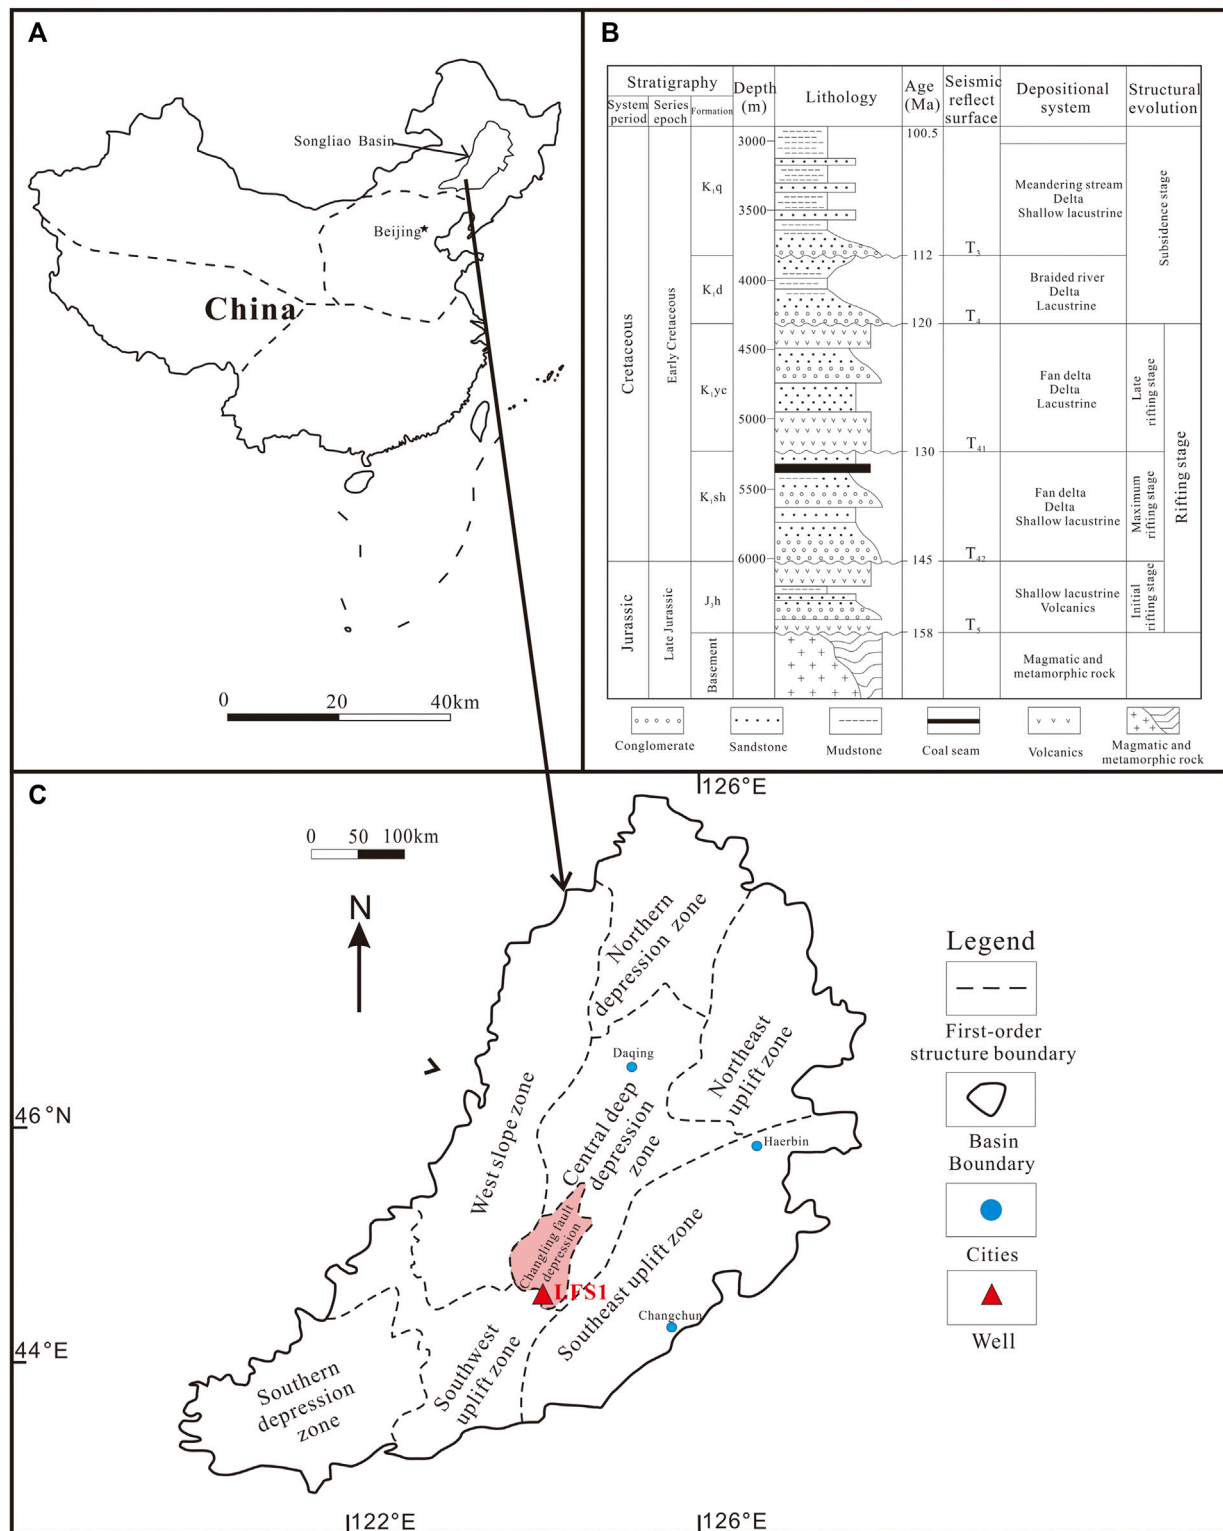 A
Songliao Basin
Beijing
China
0
20
40km
B
Stratigraphy
Depth
(m)
Lithology
Age
(Ma)
Seismic
reflect
surface
Depositional
system
Structural
evolution
System
period
Series
epoch
Formation
Cretaceous
Jurassic
Early Cretaceous
Late Jurassic
K₁q
K₁d
K₁yc
K₁sh
J₃h
Basement
3000
3500
4000
4500
5000
5500
6000
100.5
112
120
130
145
158
T₃
T₄
T₄₁
T₄₂
T₅
Meandering stream
Delta
Shallow lacustrine
Braided river
Delta
Lacustrine
Fan delta
Delta
Lacustrine
Fan delta
Delta
Shallow lacustrine
Shallow lacustrine
Volcanics
Magmatic and
metamorphic rock
Subsidence stage
Late
rifting stage
Maximum
rifting stage
Initial
rifting stage
Rifting stage
Conglomerate
Sandstone
Mudstone
Coal seam
Volcanics
Magmatic and
metamorphic rock
C
126°E
0 50 100km
N
46°N
44°E
122°E
126°E
Northern
depression zone
Northeast
uplift zone
Daqing
Central deep
depression
zone
West slope zone
Haerbin
Changling fault
depression
LFS1
Southeast uplift zone
Changchun
Southwest
uplift zone
Southern
depression
zone
Legend
First-order
structure boundary
Basin
Boundary
Cities
Well